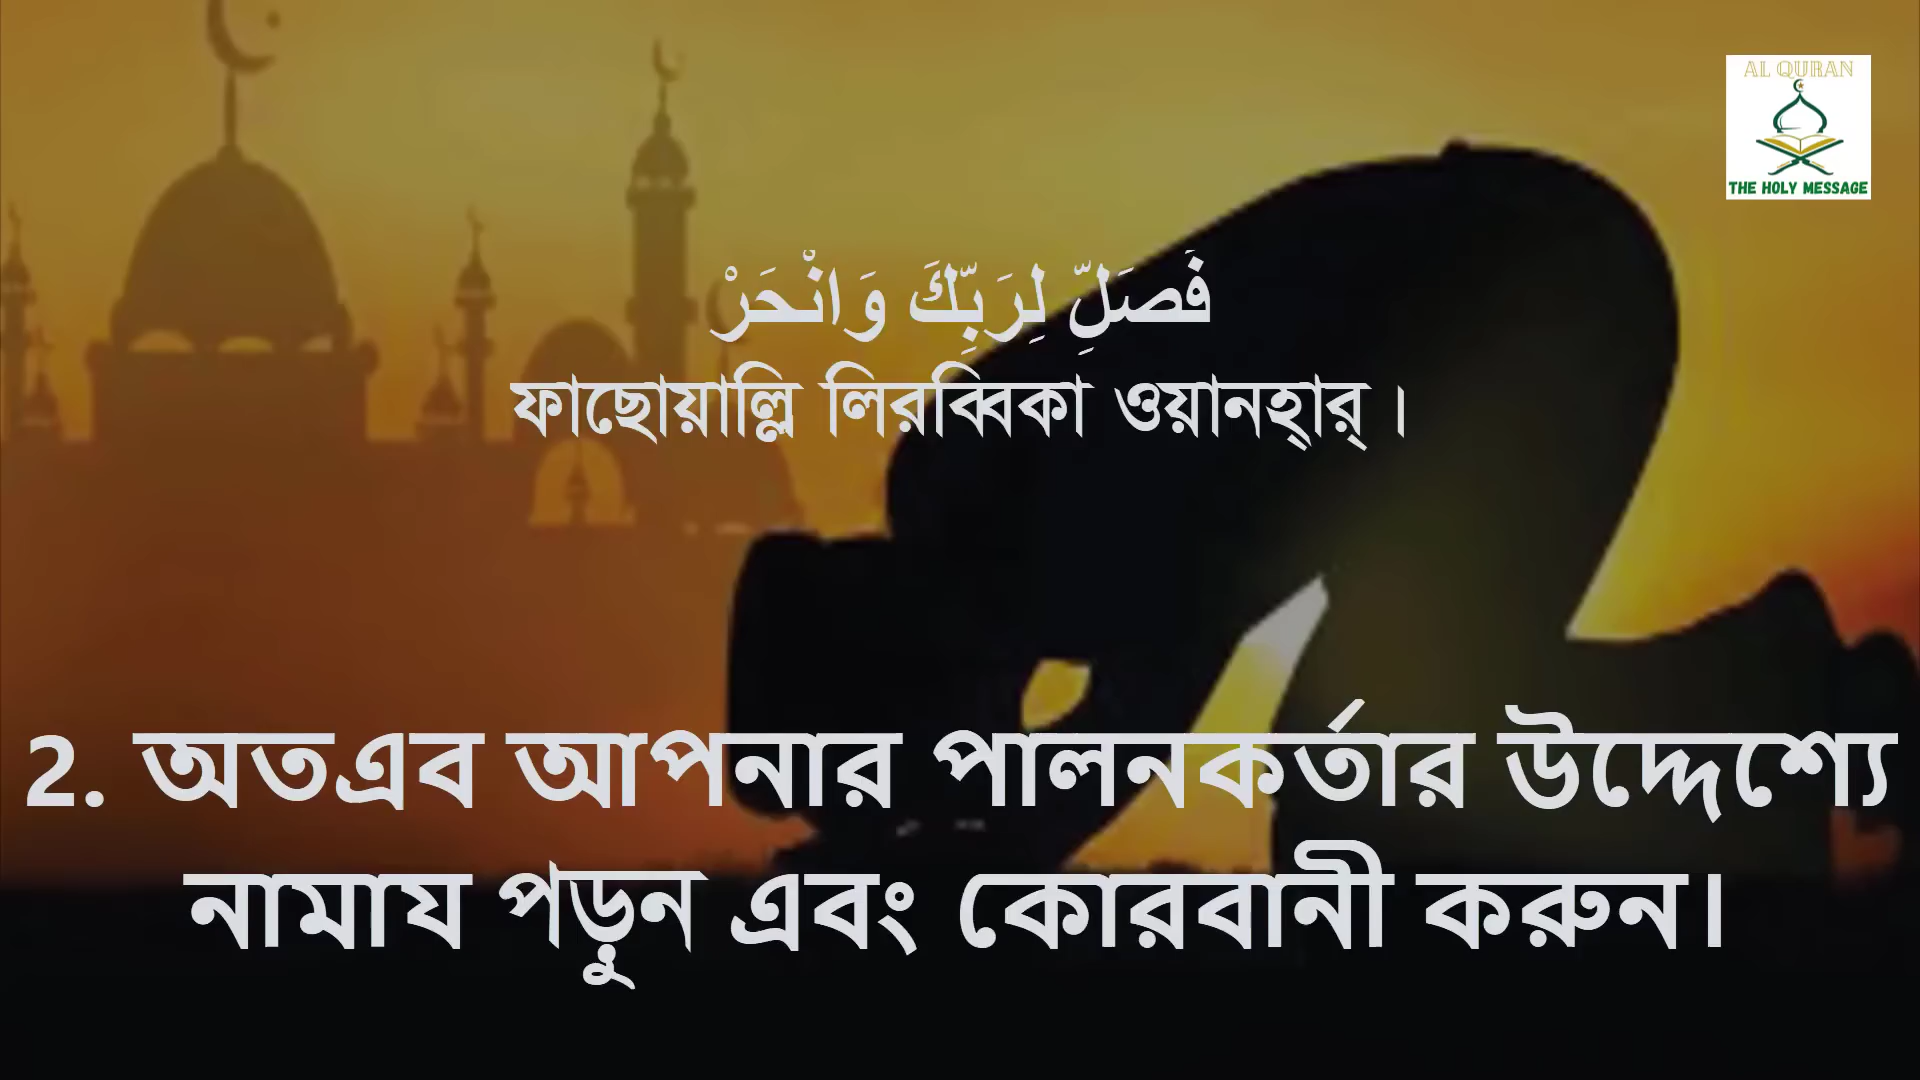 AL QURAN
THE HOLY MESSAGE
فَصَلِّ لِرَبِّكَ وَانْحَرْ
ফাছোয়াল্লি লিরব্বিকা ওয়ানহ্বার্।
2. অতএব আপনার পালনকর্তার উদ্দেশ্যে
নামায পড়ুন এবং কোরবানী করুন।